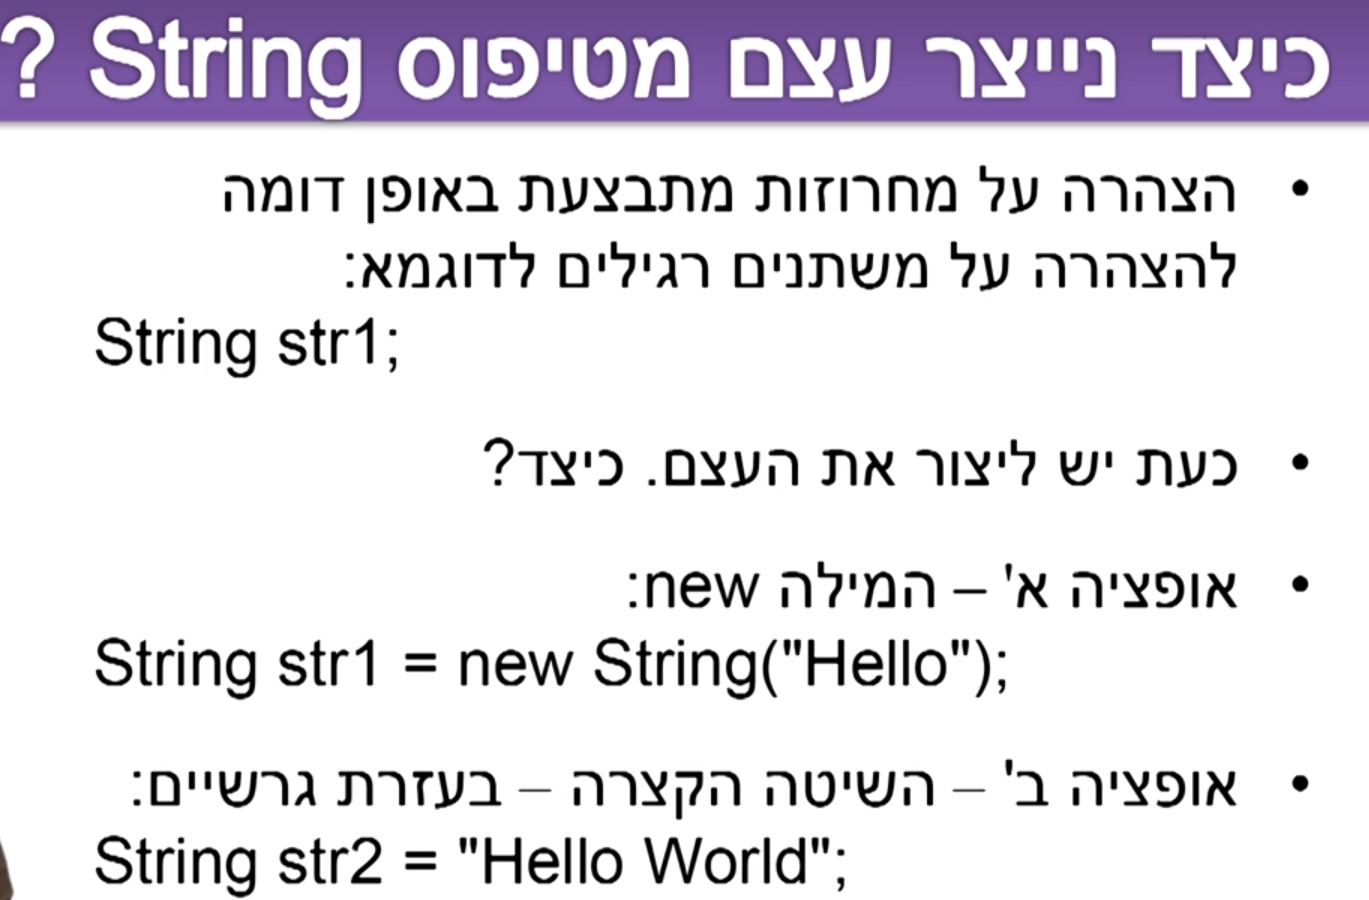 כיצד נייצר עצם מטיפוס String ?
• הצהרה על מחרוזות מתבצעת באופן דומה
להצהרה על משתנים רגילים לדוגמא:
String str1;
• כעת יש ליצור את העצם. כיצד?
• אופציה א' – המילה new:
String str1 = new String("Hello");
• אופציה ב' – השיטה הקצרה – בעזרת גרשיים:
String str2 = "Hello World";